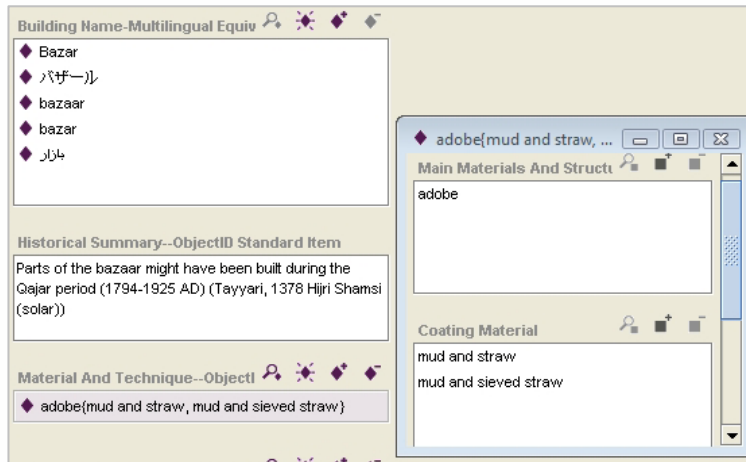 Building Name-Multilingual Equiv
Bazar
バザール
bazaar
bazar
بازار
Historical Summary--ObjectID Standard Item
Parts of the bazaar might have been built during the
Qajar period (1794-1925 AD) (Tayyari, 1378 Hijri Shamsi
(solar))
Material And Technique--ObjectI
adobe{mud and straw, mud and sieved straw}
adobe{mud and straw, ...
Main Materials And Structu
adobe
Coating Material
mud and straw
mud and sieved straw